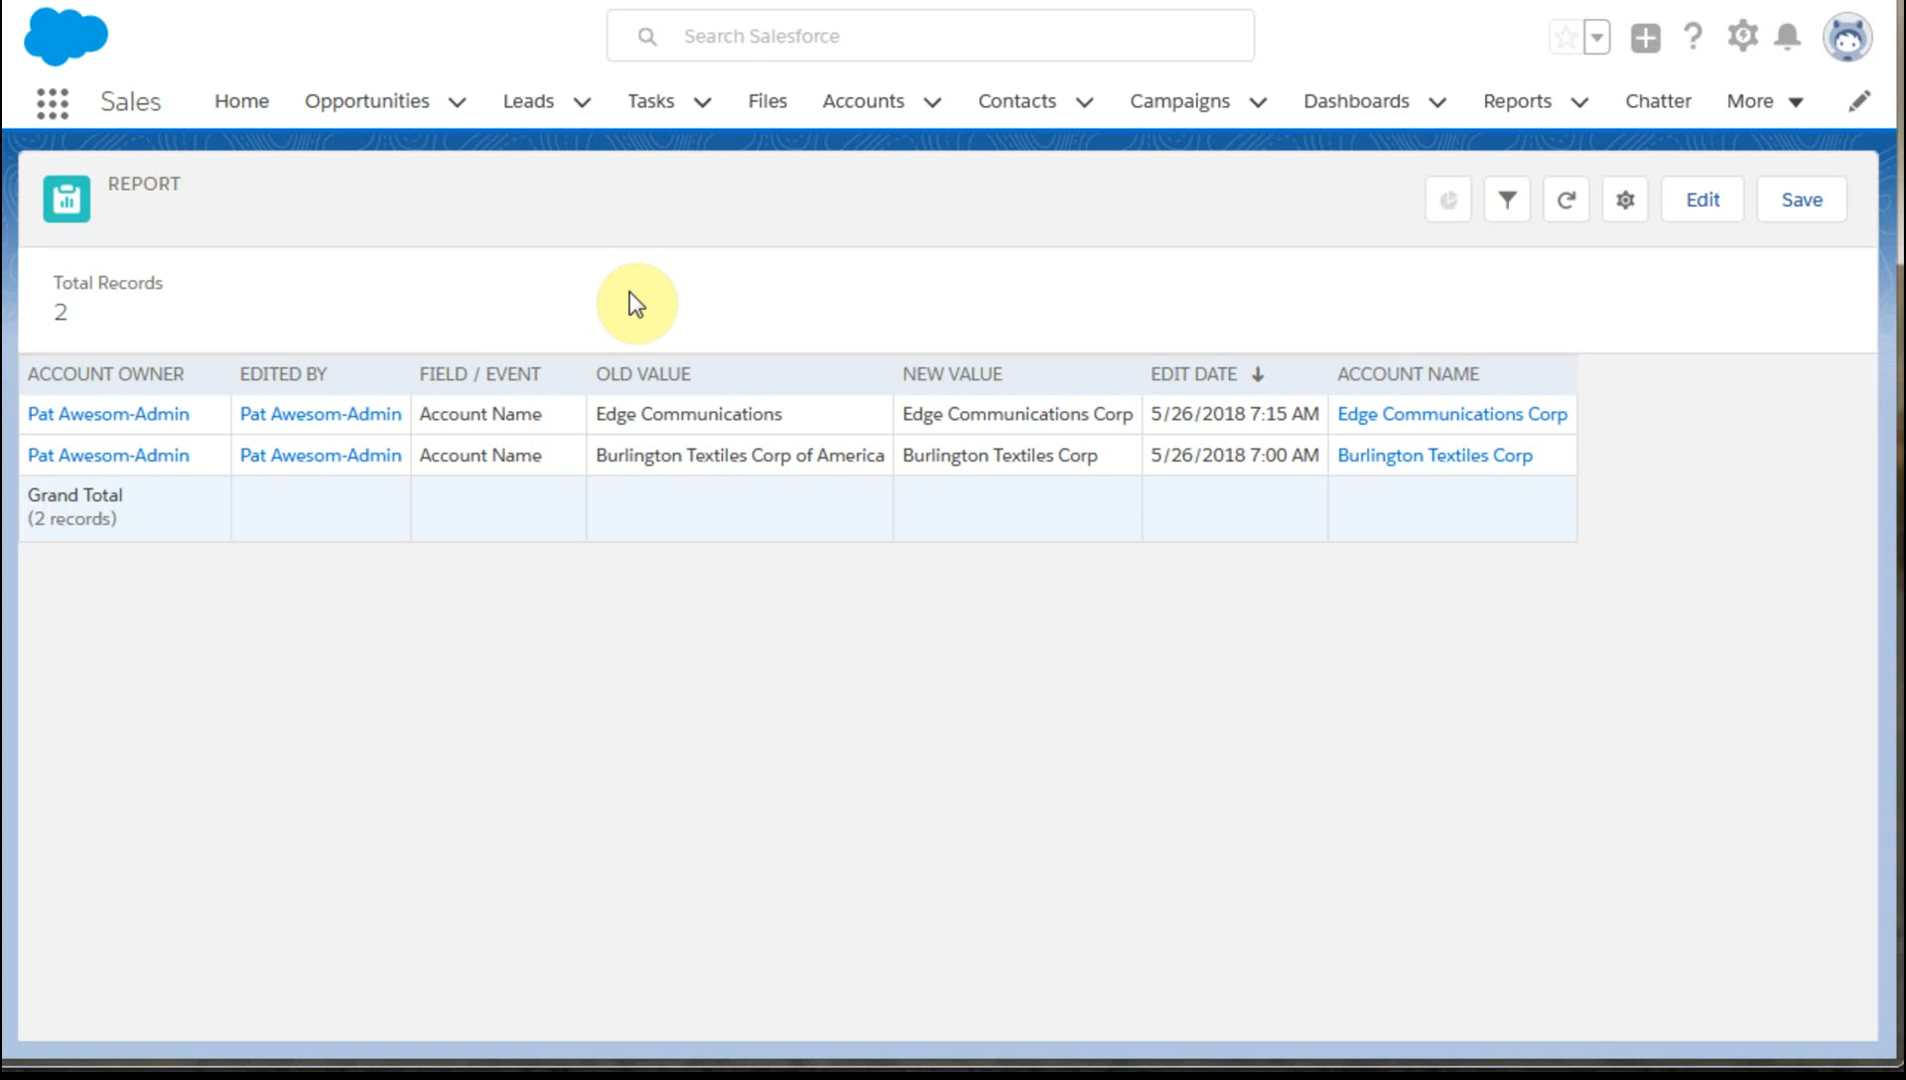 Search Salesforce
Sales Home Opportunities Leads Tasks Files Accounts Contacts Campaigns Dashboards Reports Chatter More
REPORT
Edit Save
Total Records
2
ACCOUNT OWNER EDITED BY FIELD / EVENT OLD VALUE NEW VALUE EDIT DATE ACCOUNT NAME
Pat Awesom-Admin Pat Awesom-Admin Account Name Edge Communications Edge Communications Corp 5/26/2018 7:15 AM Edge Communications Corp
Pat Awesom-Admin Pat Awesom-Admin Account Name Burlington Textiles Corp of America Burlington Textiles Corp 5/26/2018 7:00 AM Burlington Textiles Corp
Grand Total
(2 records)